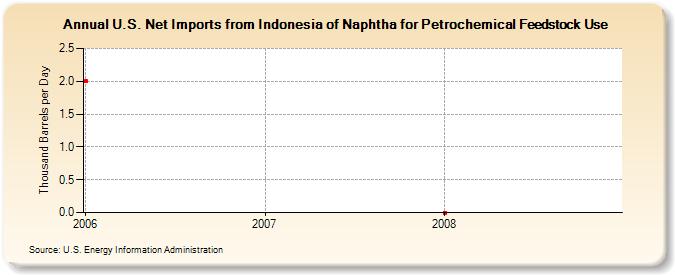 Annual U.S. Net Imports from Indonesia of Naphtha for Petrochemical Feedstock Use
Thousand Barrels per Day
2.5
2.0
1.5
1.0
0.5
0.0
2006 2007 2008
Source: U.S. Energy Information Administration